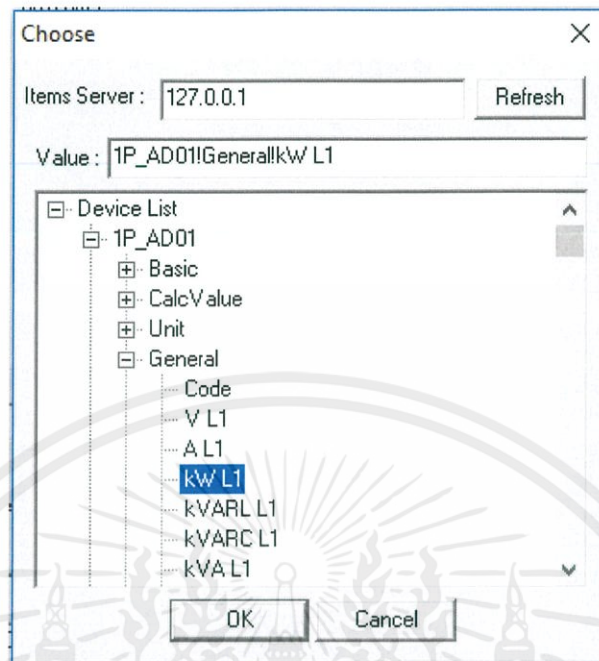 Choose
Items Server : 127.0.0.1 Refresh
Value : 1P_AD01!General!kW L1
Device List
1P_AD01
Basic
CalcValue
Unit
General
Code
V L1
A L1
kW L1
kVARL L1
kVARC L1
kVA L1
OK Cancel